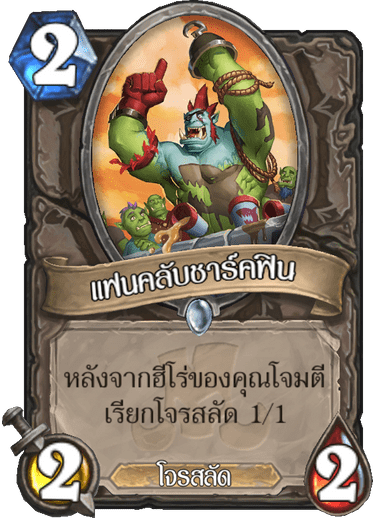 2
แฟนคลับชาร์คฟิน
หลังจากฮีโร่ของคุณโจมตี
เรียกโจรสลัด 1/1
2
โจรสลัด
2